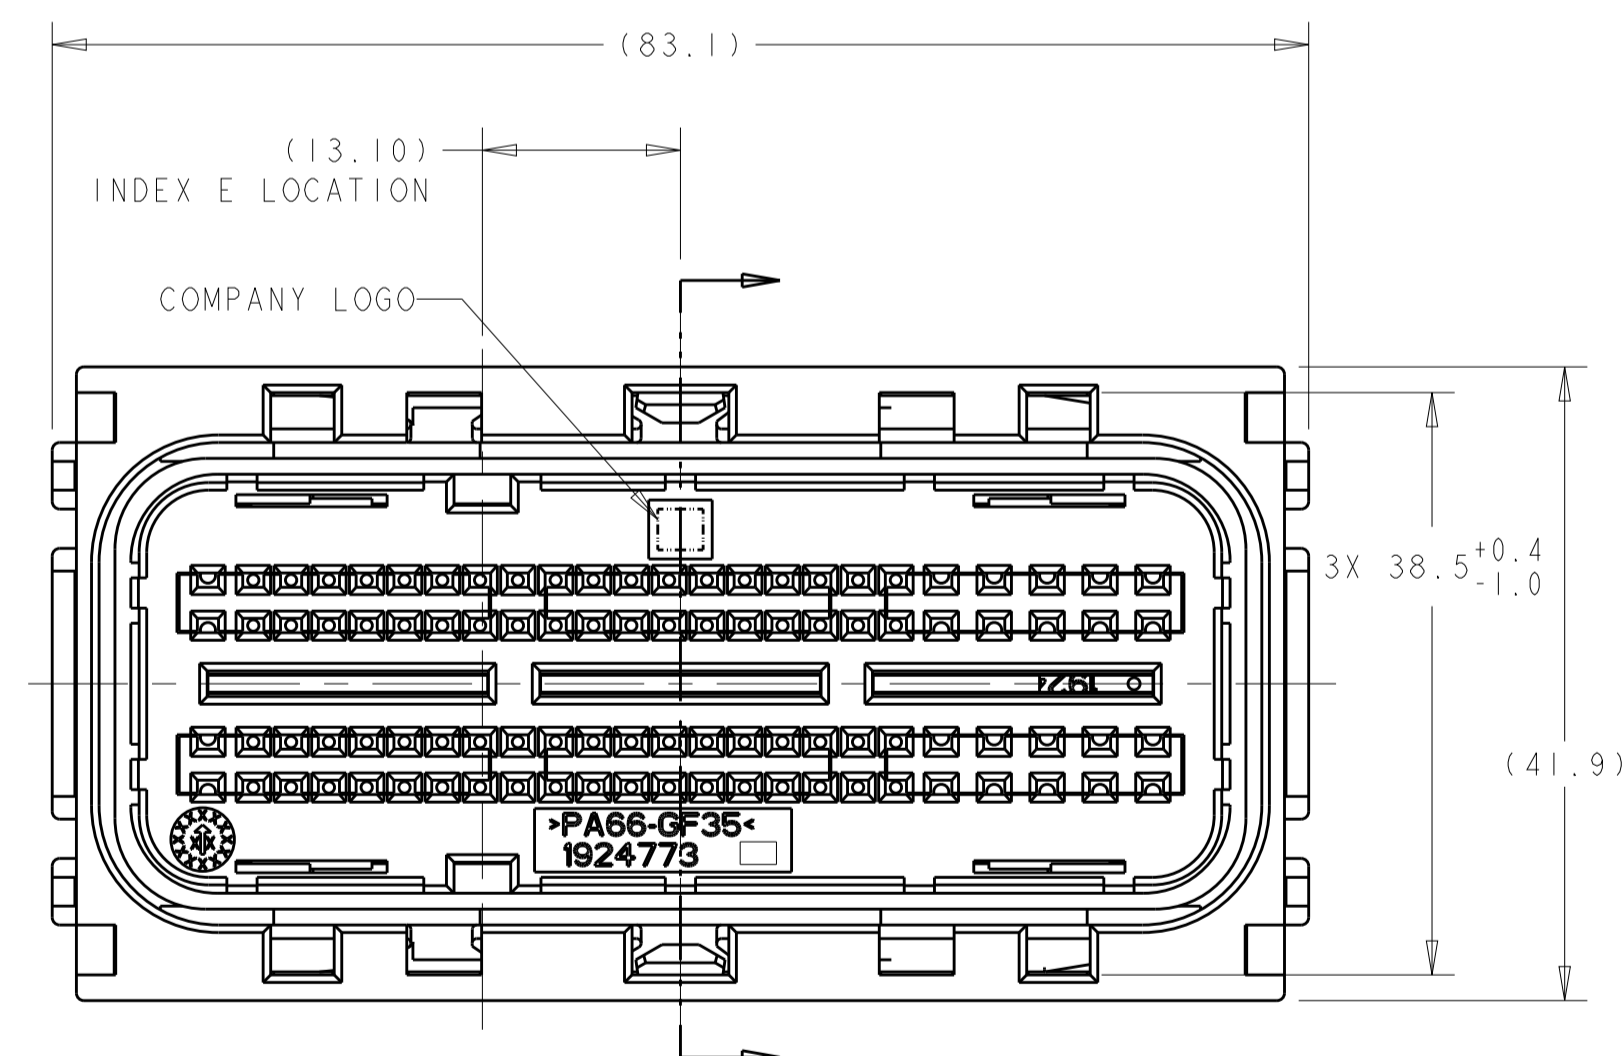 (83.1)
(13.10)
INDEX E LOCATION
COMPANY LOGO
3X 38.5 +0.4
-1.0
(41.9)
1924
>PA66-GF35<
1924773